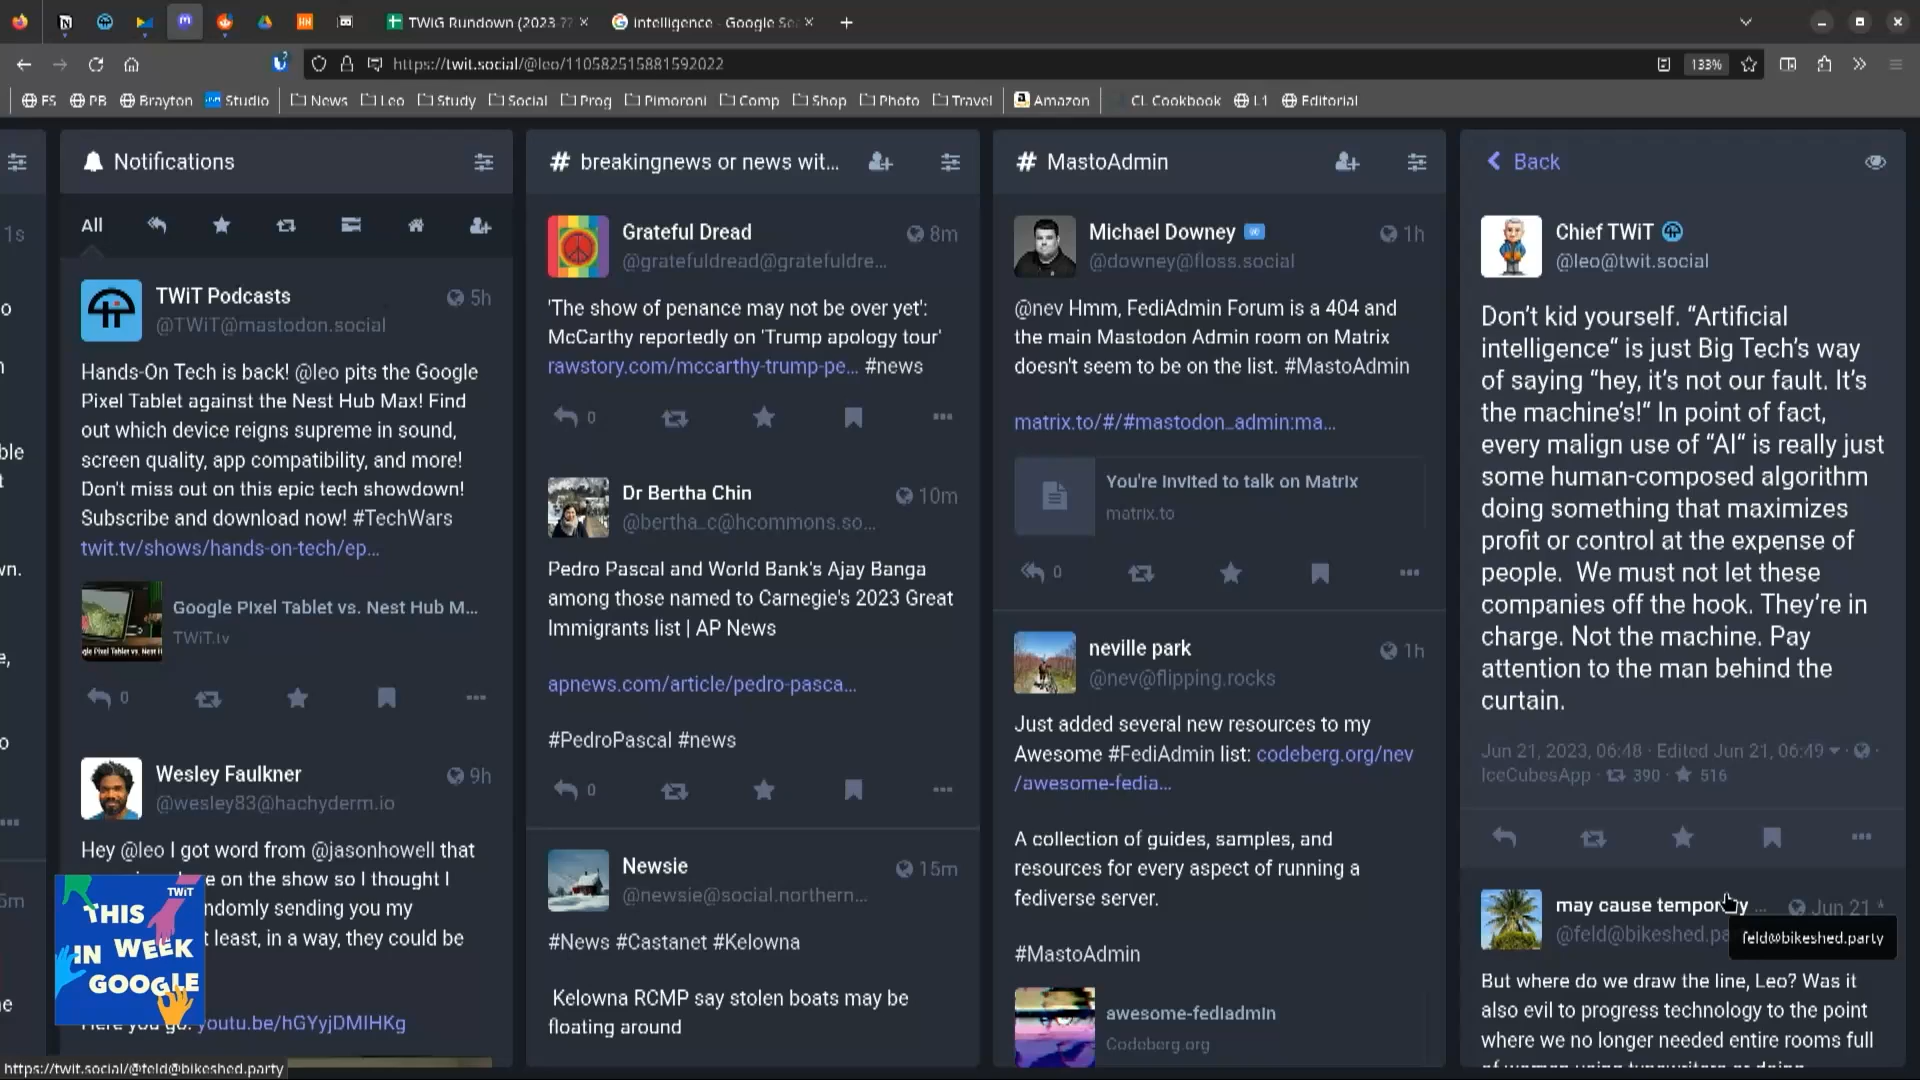 TWiG Rundown (2023 ??
intelligence - Google Se
https://twit.social/@leo/110582515881592022
133%
FS
PB
Brayton
Studio
News
Leo
Study
Social
Prog
Pimoroni
Comp
Shop
Photo
Travel
Amazon
CL Cookbook
L1
Editorial
1s
Notifications
All
TWiT Podcasts
5h
@TWiT@mastodon.social
Hands-On Tech is back! @leo pits the Google
Pixel Tablet against the Nest Hub Max! Find
out which device reigns supreme in sound,
screen quality, app compatibility, and more!
Don't miss out on this epic tech showdown!
Subscribe and download now! #TechWars
twit.tv/shows/hands-on-tech/ep...
Google Pixel Tablet vs. Nest Hub M...
TWiT.tv
0
Wesley Faulkner
9h
@wesley83@hachyderm.io
Hey @leo I got word from @jasonhowell that
e on the show so I thought I
ndomly sending you my
t least, in a way, they could be
Here you go: youtu.be/hGYyjDMIHKg
TWiT
THIS
IN WEEK
GOOGLE
https://twit.social/@feld@bikeshed.party
# breakingnews or news wit...
Grateful Dread
8m
@gratefuldread@gratefuldre...
'The show of penance may not be over yet':
McCarthy reportedly on 'Trump apology tour'
rawstory.com/mccarthy-trump-pe... #news
0
Dr Bertha Chin
10m
@bertha_c@hcommons.so...
Pedro Pascal and World Bank's Ajay Banga
among those named to Carnegie's 2023 Great
Immigrants list | AP News
apnews.com/article/pedro-pasca...
#PedroPascal #news
0
Newsie
15m
@newsie@social.northern...
#News #Castanet #Kelowna
Kelowna RCMP say stolen boats may be
floating around
# MastoAdmin
Michael Downey
1h
@downey@floss.social
@nev Hmm, FediAdmin Forum is a 404 and
the main Mastodon Admin room on Matrix
doesn't seem to be on the list. #MastoAdmin
matrix.to/#/#mastodon_admin:ma...
You're invited to talk on Matrix
matrix.to
0
neville park
1h
@nev@flipping.rocks
Just added several new resources to my
Awesome #FediAdmin list: codeberg.org/nev
/awesome-fedia...
A collection of guides, samples, and
resources for every aspect of running a
fediverse server.
#MastoAdmin
awesome-fediadmin
Codeberg.org
Back
Chief TWiT
@leo@twit.social
Don’t kid yourself. “Artificial
intelligence“ is just Big Tech’s way
of saying “hey, it’s not our fault. It’s
the machine’s!“ In point of fact,
every malign use of “AI“ is really just
some human-composed algorithm
doing something that maximizes
profit or control at the expense of
people. We must not let these
companies off the hook. They’re in
charge. Not the machine. Pay
attention to the man behind the
curtain.
Jun 21, 2023, 06:48 · Edited Jun 21, 06:49 ·
IceCubesApp · 390 · 516
may cause temporary ...
Jun 21 *
@feld@bikeshed.pa
feld@bikeshed.party
But where do we draw the line, Leo? Was it
also evil to progress technology to the point
where we no longer needed entire rooms full
of women using typewriters or doing